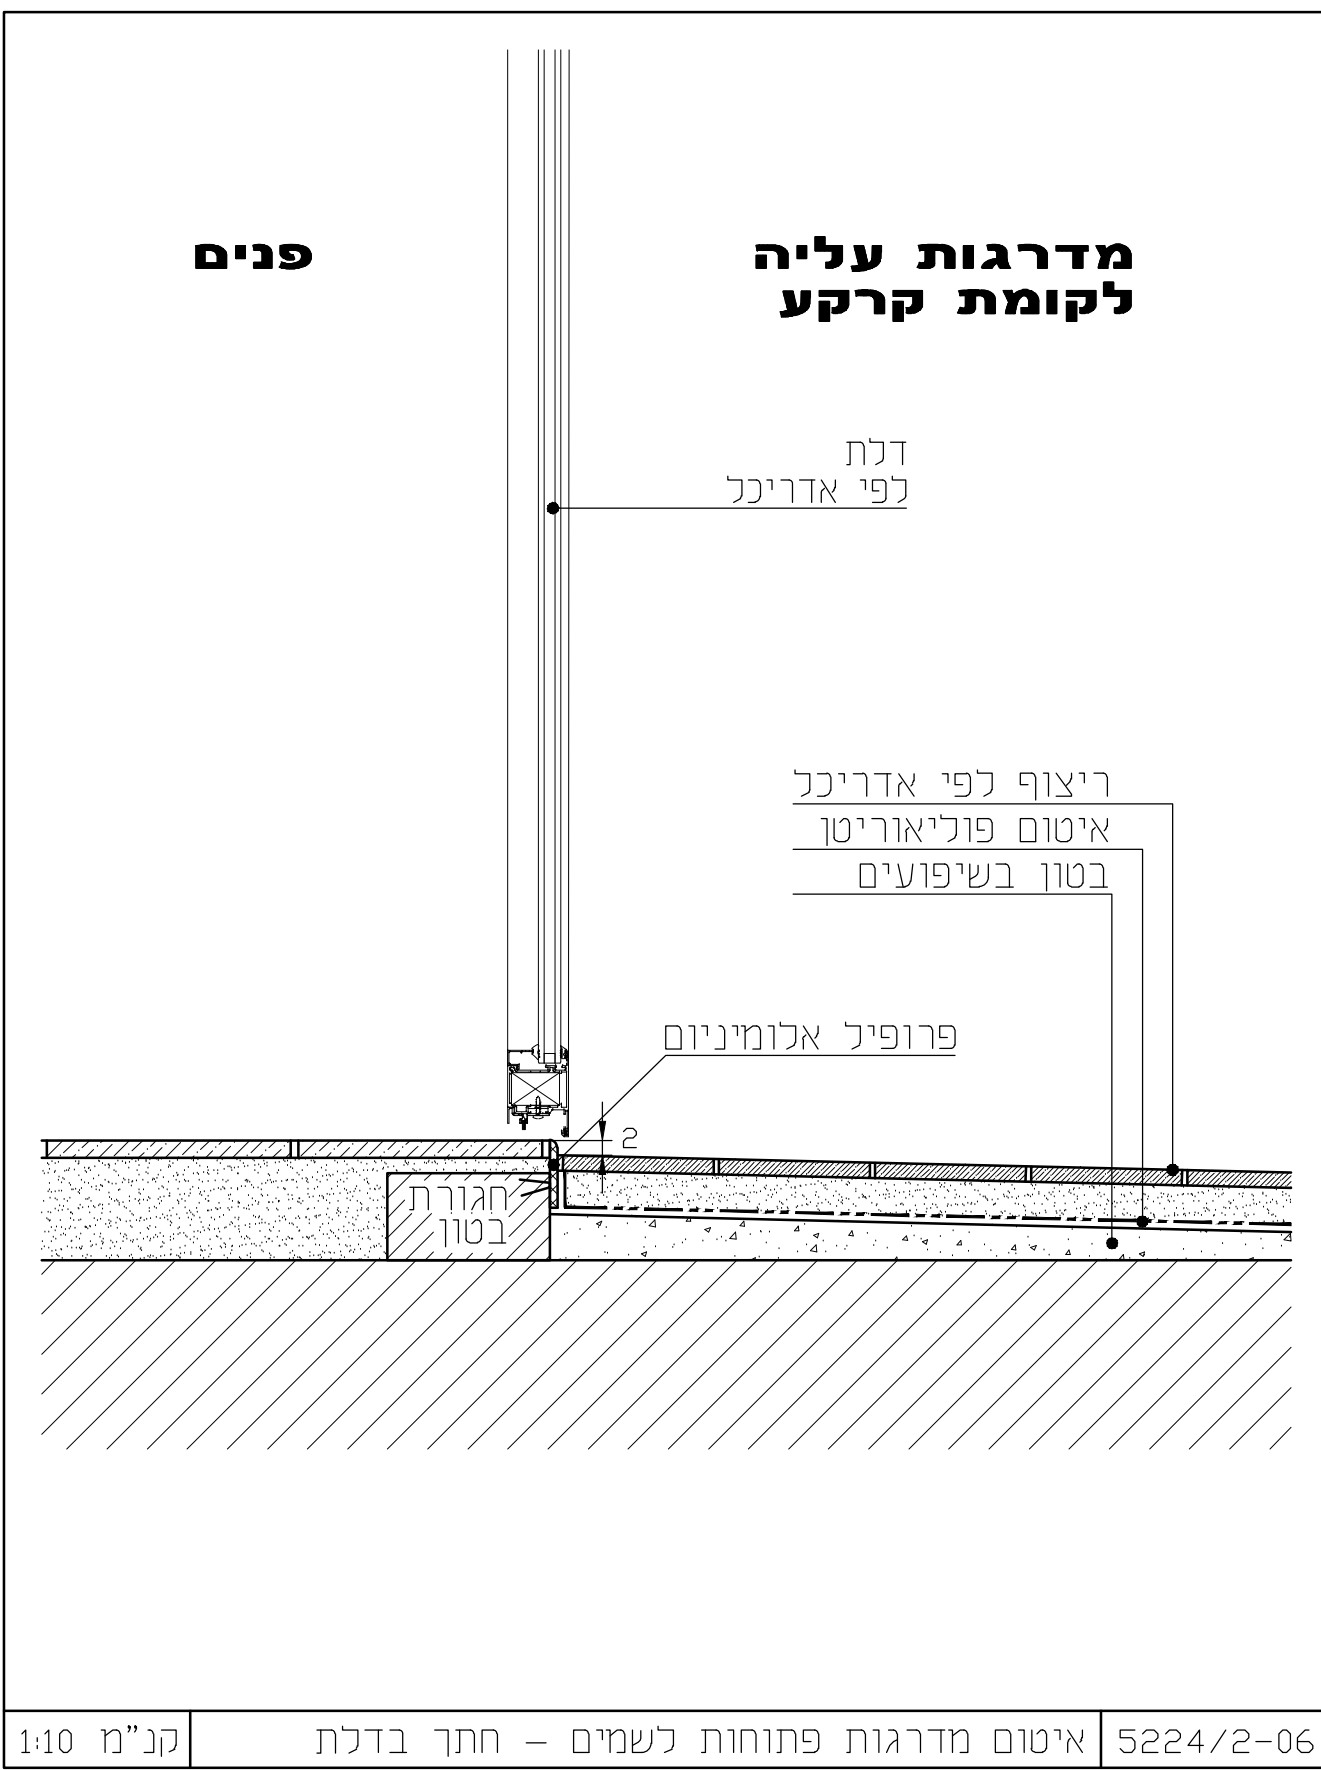 מדרגות עליה
לקומת קרקע
פנים
דלת
לפי אדריכל
ריצוף לפי אדריכל
איטום פוליאוריטן
בטון בשיפועים
פרופיל אלומיניום
2
חגורת
בטון
5224/2-06
איטום מדרגות פתוחות לשמים - חתך בדלת
קנ"מ 1:10